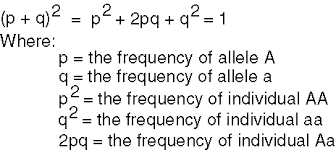 (p + q)² = p² + 2pq + q² = 1
Where:
p = the frequency of allele A
q = the frequency of allele a
p² = the frequency of individual AA
q² = the frequency of individual aa
2pq = the frequency of individual Aa